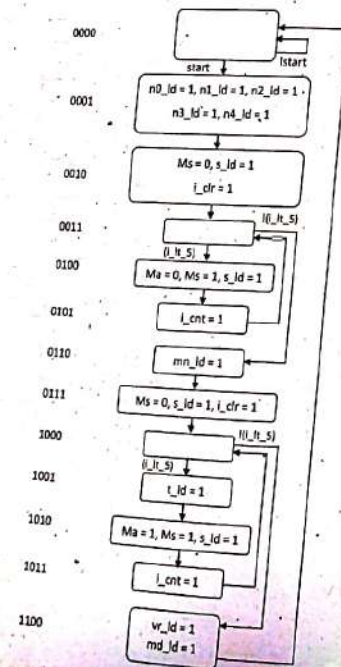 0000
!start
start
0001
n0_ld = 1, n1_ld = 1, n2_ld = 1
n3_ld = 1, n4_ld = 1
0010
Ms = 0, s_ld = 1
i_clr = 1
0011
!(i_lt_5)
(i_lt_5)
0100
Ma = 0, Ms = 1, s_ld = 1
0101
i_cnt = 1
0110
mn_ld = 1
0111
Ms = 0, s_ld = 1, i_clr = 1
1000
!(i_lt_5)
(i_lt_5)
1001
t_ld = 1
1010
Ma = 1, Ms = 1, s_ld = 1
1011
i_cnt = 1
1100
vr_ld = 1
md_ld = 1